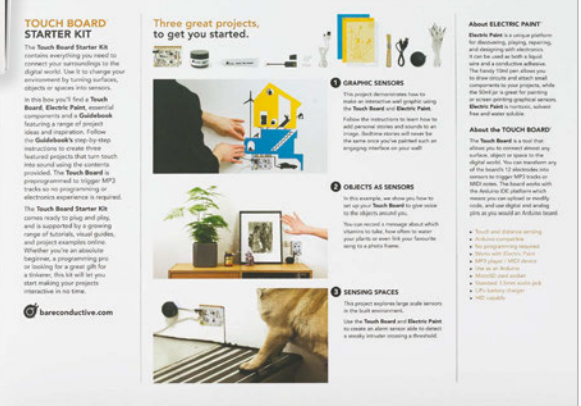 TOUCH BOARD
STARTER KIT
The Touch Board Starter Kit
contains everything you need to
connect your surroundings to the
digital world. Use it to change your
environment by turning surfaces,
objects or spaces into sensors.
In this box you'll find a Touch
Board, Electric Paint, essential
components and a Guidebook
featuring a range of project
ideas and inspiration. Follow
the Guidebook's step-by-step
instructions to create three
featured projects that turn touch
into sound using the contents
provided. The Touch Board is
preprogrammed to trigger MP3
tracks so no programming or
electronics experience is required.
The Touch Board Starter Kit
comes ready to plug and play,
and is supported by a growing
range of tutorials, visual guides,
and project examples online.
Whether you're an absolute
beginner, a programming pro
or looking for a great gift for
a tinkerer, this kit will let you
start making your projects
interactive in no time.
bareconductive.com
Three great projects,
to get you started.
1 GRAPHIC SENSORS
This project demonstrates how to
make an interactive wall graphic using
the Touch Board and Electric Paint.
Follow the instructions to learn how to
add personal stories and sounds to an
image. Bedtime stories will never be
the same once you've painted such an
engaging interface on your wall!
2 OBJECTS AS SENSORS
In this example, we show you how to
set up your Touch Board to give voice
to the objects around you.
You can record a message about which
vitamins to take, how often to water
your plants or even link your favourite
song to a photo frame.
3 SENSING SPACES
This project explores large scale sensors
in the built environment.
Use the Touch Board and Electric Paint
to create an alarm sensor able to detect
a sneaky intruder crossing a threshold.
About ELECTRIC PAINT
Electric Paint is a unique platform
for discovering, playing, repairing,
and designing with electronics.
It can be used as both a liquid
wire and a conductive adhesive.
The handy 10ml pen allows you
to draw circuits and attach small
components to your projects, while
the 50ml jar is great for painting
or screen printing graphical sensors.
Electric Paint is nontoxic, solvent
free and water soluble.
About the TOUCH BOARD
The Touch Board is a tool that
allows you to connect almost any
surface, object or space to the
digital world. You can transform any
of the board's 12 electrodes into
sensors to trigger MP3 tracks or
MIDI notes. The board works with
the Arduino IDE platform which
means you can upload or modify
code, and use digital and analog
pins as you would an Arduino board.
• Touch and distance sensing
• Arduino-compatible
• No programming required
• Works with Electric Paint
• MP3 player / MIDI device
• Use as an Arduino
• MicroSD card socket
• Standard 3.5mm audio jack
• LiPo battery charger
• HID capable